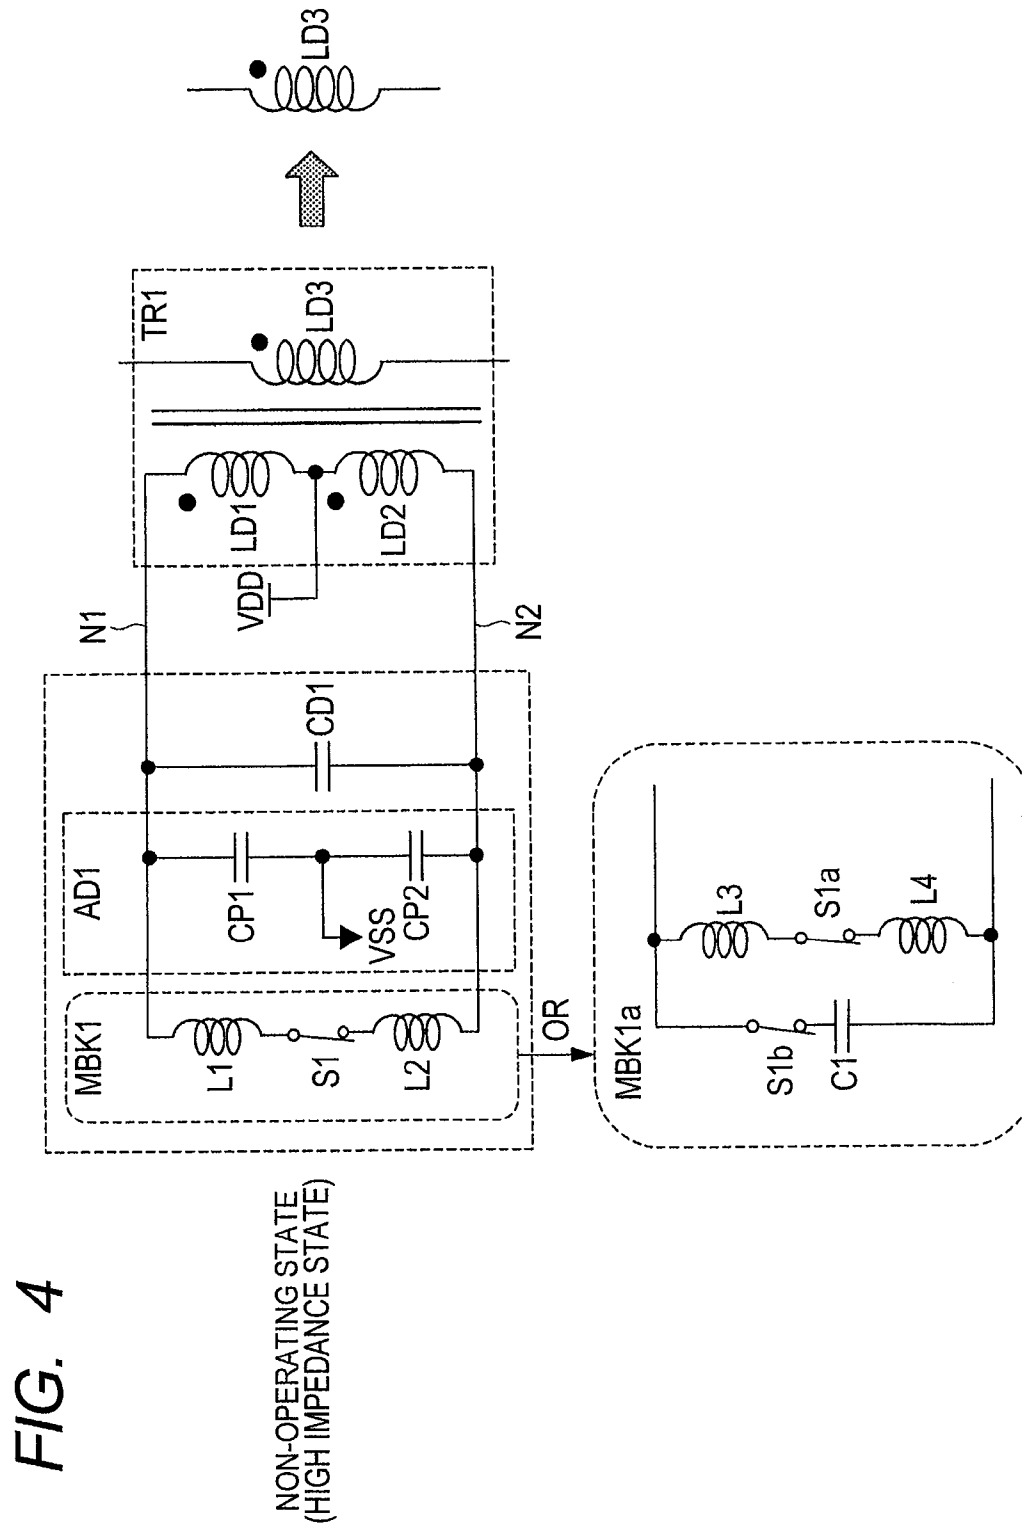 FIG. 4
NON-OPERATING STATE
(HIGH IMPEDANCE STATE)
MBK1
L1
S1
L2
AD1
CP1
VSS
CP2
CD1
N1
N2
VDD
TR1
LD1
LD2
LD3
LD3
OR
MBK1a
S1b
C1
L3
S1a
L4